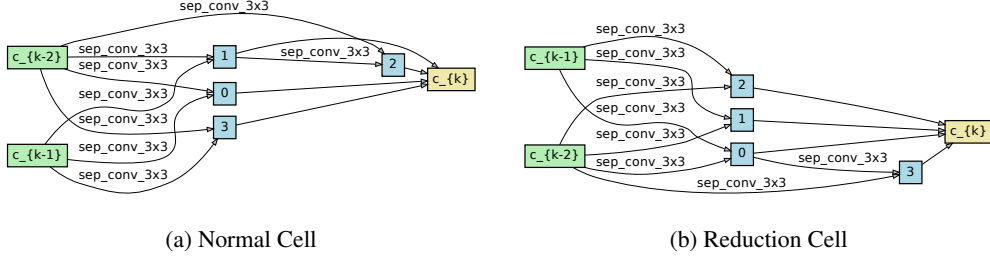 sep_conv_3x3
c_{k-2}
sep_conv_3x3
1
sep_conv_3x3
2
sep_conv_3x3
c_{k}
sep_conv_3x3
0
sep_conv_3x3
3
sep_conv_3x3
c_{k-1}
sep_conv_3x3
(a) Normal Cell
sep_conv_3x3
c_{k-1}
sep_conv_3x3
2
sep_conv_3x3
sep_conv_3x3
1
c_{k}
sep_conv_3x3
c_{k-2}
0
sep_conv_3x3
sep_conv_3x3
3
sep_conv_3x3
(b) Reduction Cell